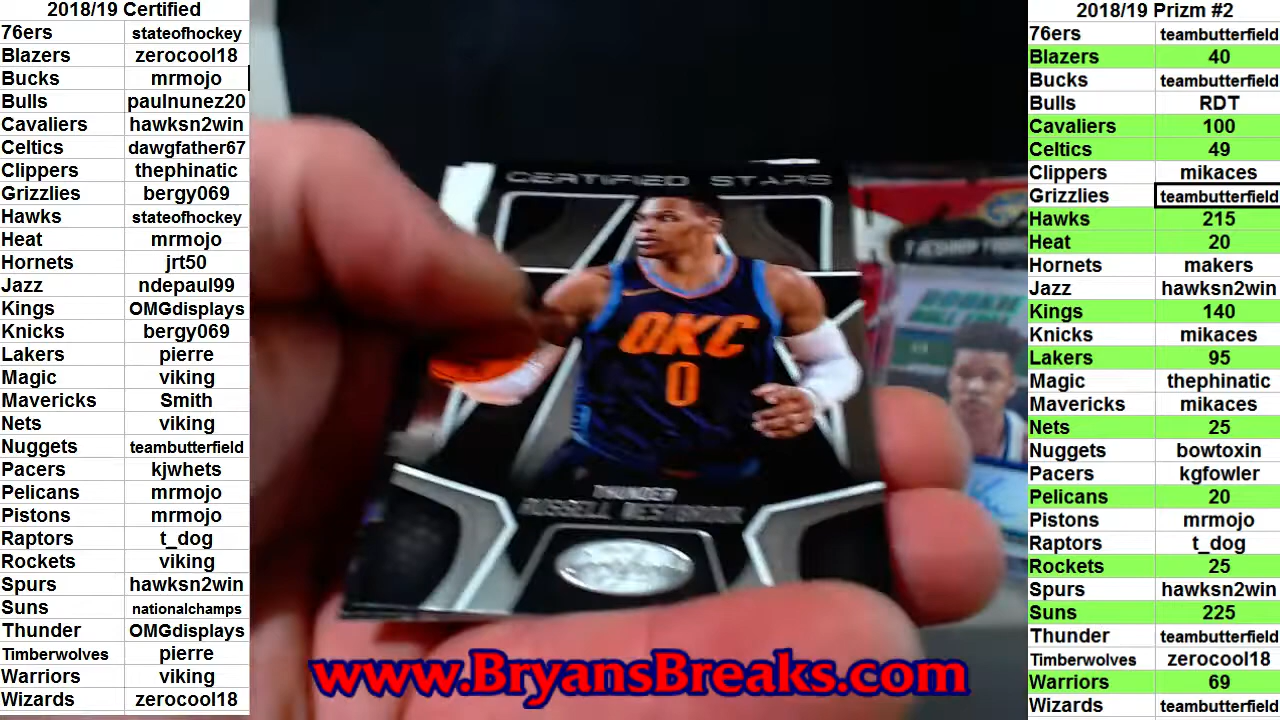 2018/19 Certified
76ers stateofhockey
Blazers zerocool18
Bucks mrmojo
Bulls paulnunez20
Cavaliers hawksn2win
Celtics dawgfather67
Clippers thephinatic
Grizzlies bergy069
Hawks stateofhockey
Heat mrmojo
Hornets jrt50
Jazz ndepaul99
Kings OMGdisplays
Knicks bergy069
Lakers pierre
Magic viking
Mavericks Smith
Nets viking
Nuggets teambutterfield
Pacers kjwhets
Pelicans mrmojo
Pistons mrmojo
Raptors t_dog
Rockets viking
Spurs hawksn2win
Suns nationalchamps
Thunder OMGdisplays
Timberwolves pierre
Warriors viking
Wizards zerocool18
CERTIFIED STARS
OKC
0
THUNDER
RUSSELL WESTBROOK
ROOKIE
www.BryansBreaks.com
2018/19 Prizm #2
76ers teambutterfield
Blazers 40
Bucks teambutterfield
Bulls RDT
Cavaliers 100
Celtics 49
Clippers mikaces
Grizzlies teambutterfield
Hawks 215
Heat 20
Hornets makers
Jazz hawksn2win
Kings 140
Knicks mikaces
Lakers 95
Magic thephinatic
Mavericks mikaces
Nets 25
Nuggets bowtoxin
Pacers kgfowler
Pelicans 20
Pistons mrmojo
Raptors t_dog
Rockets 25
Spurs hawksn2win
Suns 225
Thunder teambutterfield
Timberwolves zerocool18
Warriors 69
Wizards teambutterfield